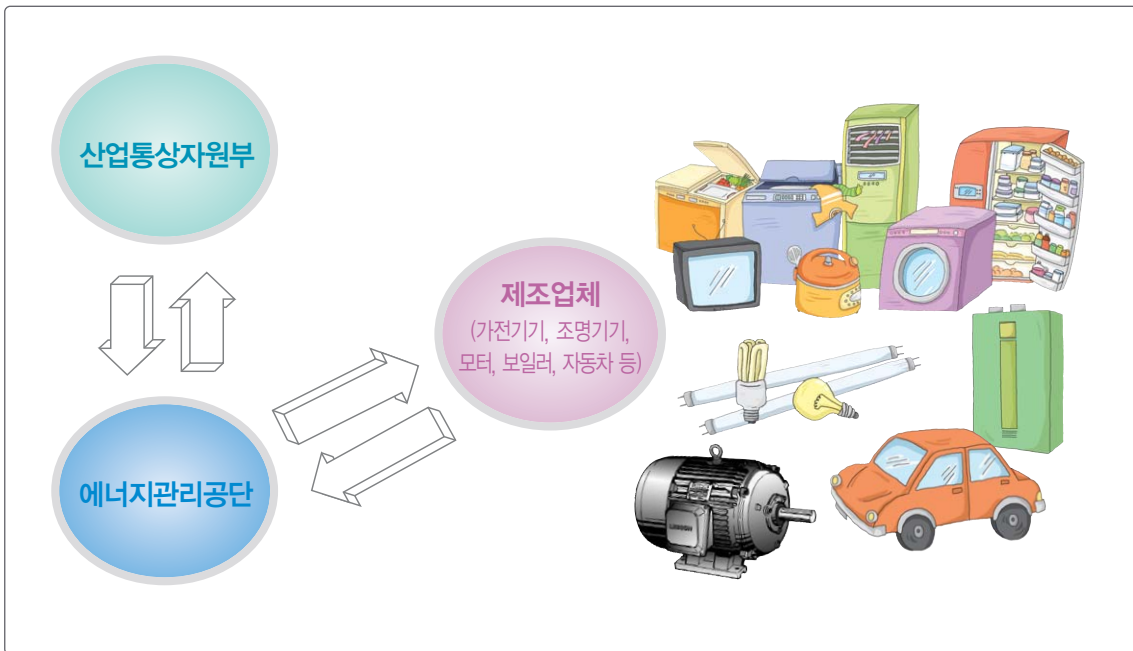 산업통상자원부
제조업체
(가전기기, 조명기기,
모터, 보일러, 자동차 등)
에너지관리공단